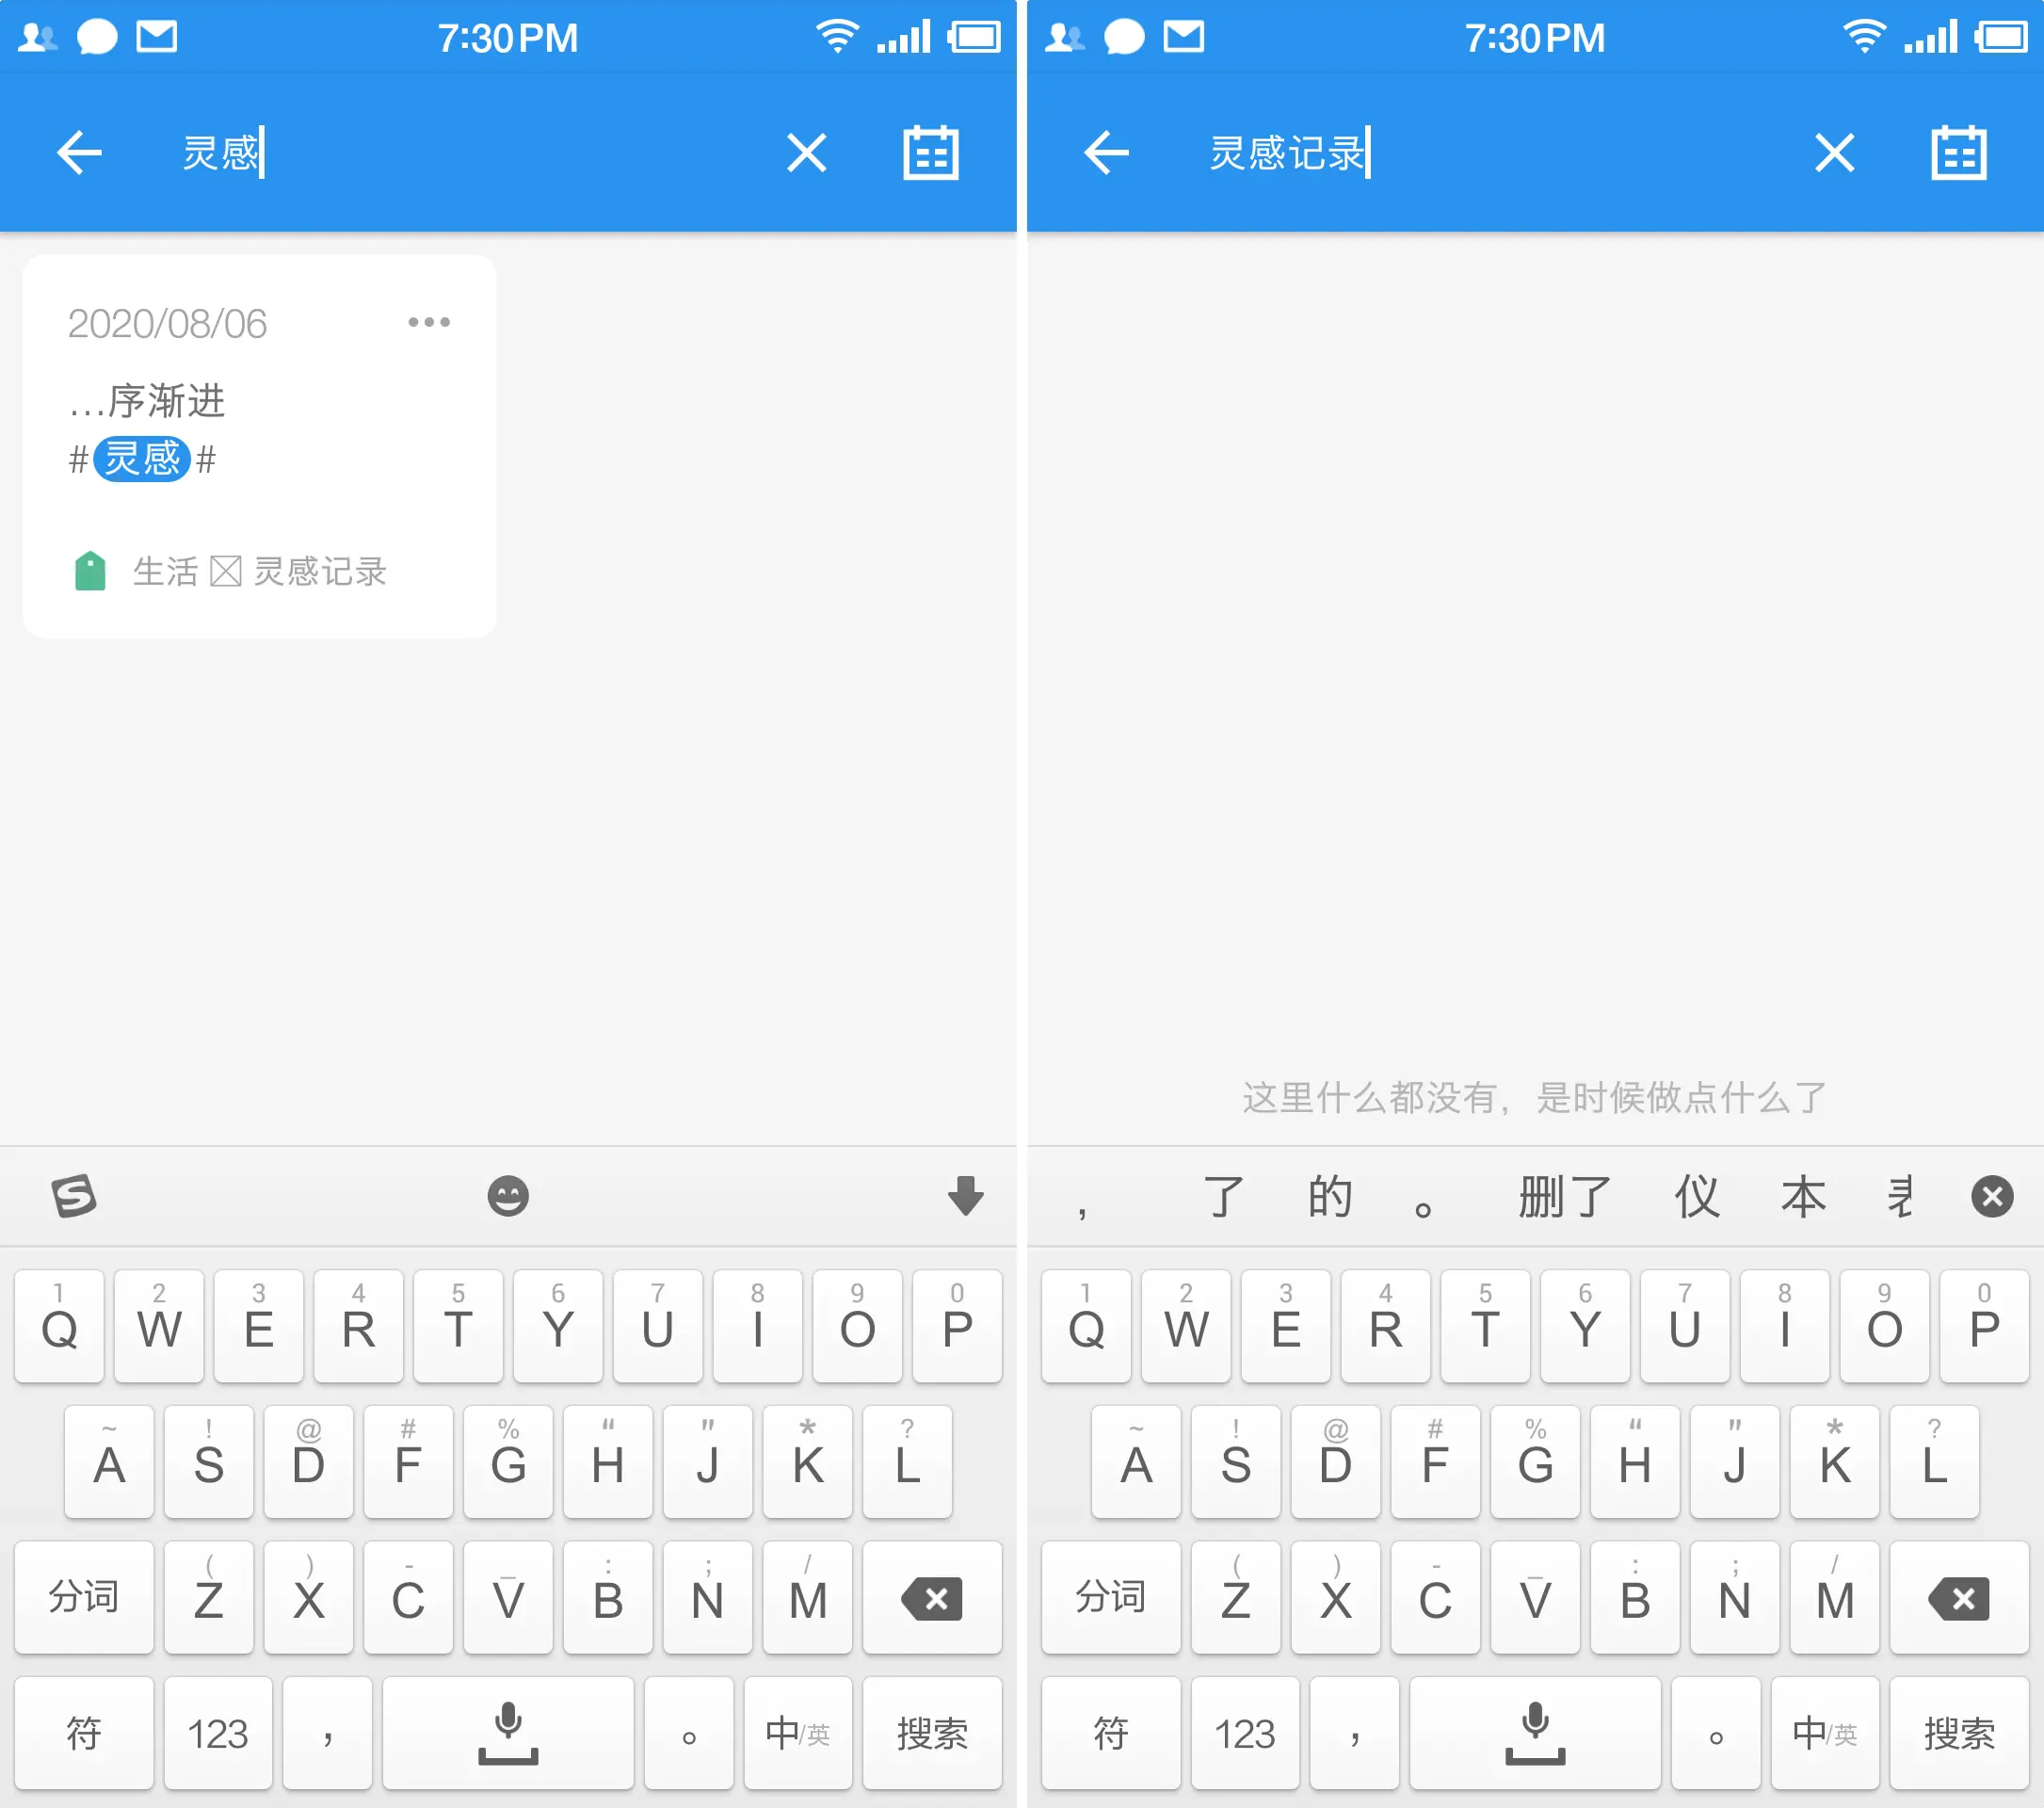 7:30 PM
灵感
2020/08/06
…序渐进
#灵感#
生活 灵感记录
1 2 3 4 5 6 7 8 9 0
Q W E R T Y U I O P
~ ! @ # % “ " * ?
A S D F G H J K L
( ) - _ : ; /
分词 Z X C V B N M
符 123 , 。 中/英 搜索
7:30 PM
灵感记录
这里什么都没有，是时候做点什么了
, 了 的 。 删了 仪 本
1 2 3 4 5 6 7 8 9 0
Q W E R T Y U I O P
~ ! @ # % “ " * ?
A S D F G H J K L
( ) - _ : ; /
分词 Z X C V B N M
符 123 , 。 中/英 搜索